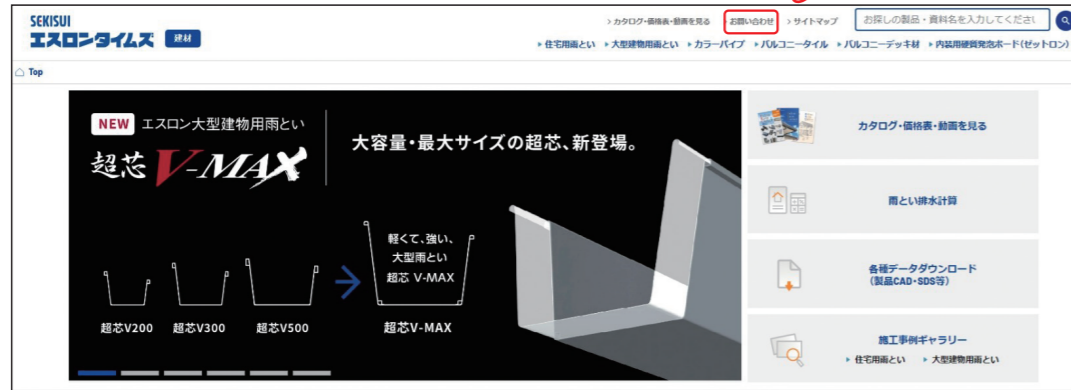 SEKISUI
エスロンタイムズ 建材
カタログ・価格表・動画を見る お問い合わせ サイトマップ お探しの製品・資料名を入力してくださ
住宅用雨とい 大型建物用雨とい カラーパイプ バルコニータイル バルコニーデッキ材 内装用硬質発泡ボード(ゼットロン)
Top
NEW エスロン大型建物用雨とい
超芯 V-MAX
大容量・最大サイズの超芯、新登場。
軽くて、強い、
大型雨とい
超芯 V-MAX
超芯V200 超芯V300 超芯V500 超芯V-MAX
カタログ・価格表・動画を見る
雨とい排水計算
各種データダウンロード
(製品CAD・SDS等)
施工事例ギャラリー
住宅用雨とい 大型建物用雨とい